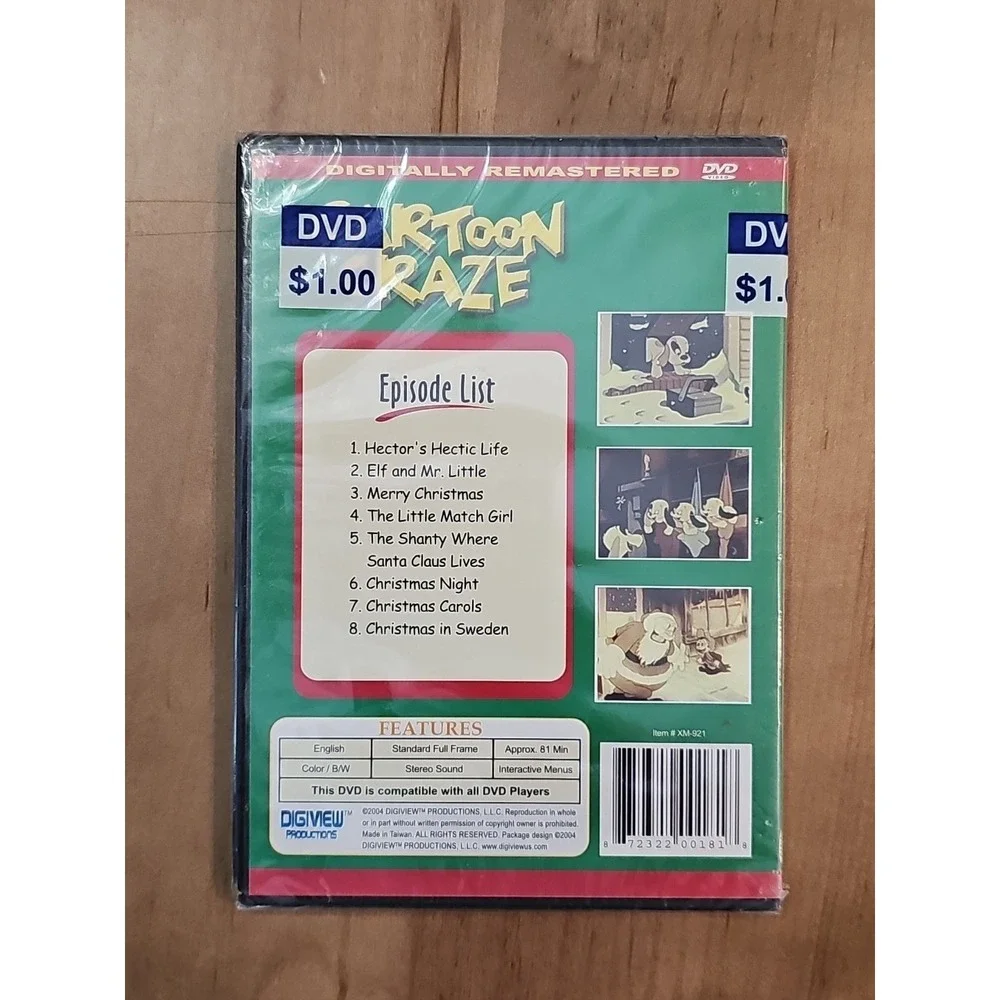 DIGITALLY REMASTERED DVD
VIDEO
DVD
$1.00
ARTOON
RAZE
DV
$1.0
Episode List
1. Hector's Hectic Life
2. Elf and Mr. Little
3. Merry Christmas
4. The Little Match Girl
5. The Shanty Where
Santa Claus Lives
6. Christmas Night
7. Christmas Carols
8. Christmas in Sweden
FEATURES
English Standard Full Frame Approx. 81 Min
Color / B/W Stereo Sound Interactive Menus
This DVD is compatible with all DVD Players
DIGIVIEW™
PRODUCTIONS
©2004 DIGIVIEW™ PRODUCTIONS, L.L.C. Reproduction in whole
or in part without written permission of copyright owner is prohibited.
Made in Taiwan. ALL RIGHTS RESERVED. Package design ©2004
DIGIVIEW™ PRODUCTIONS, L.L.C. www.digiviewus.com
Item # XM-921
8 72322 00181 8